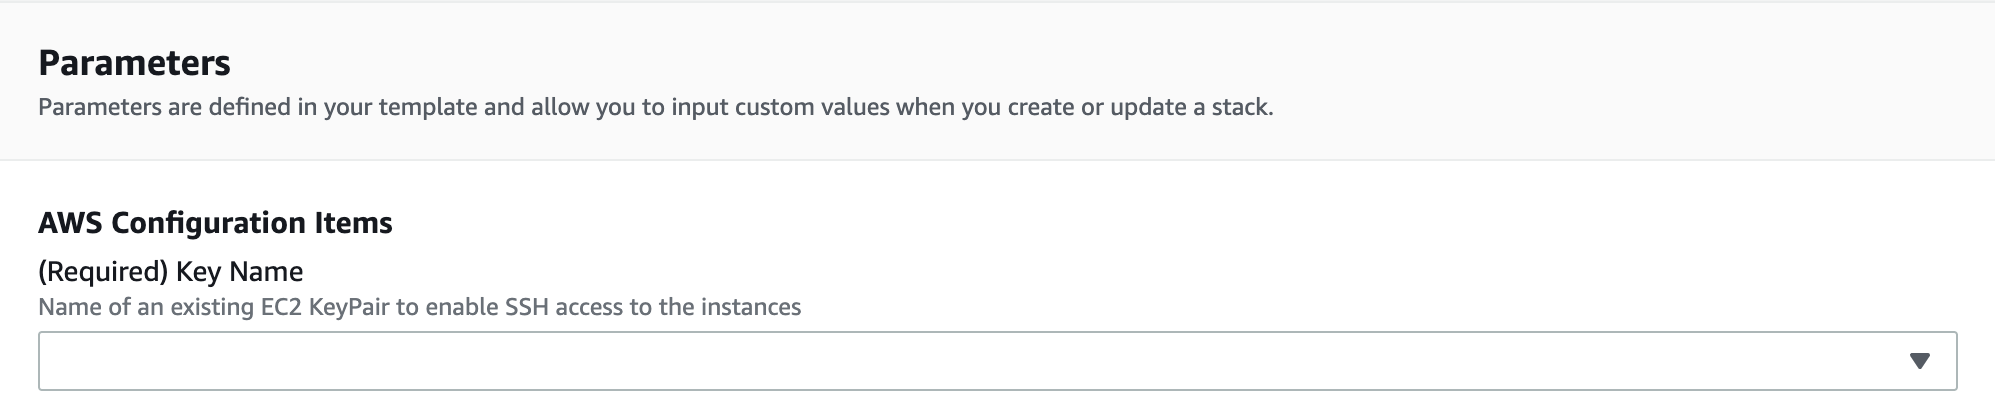 Parameters
Parameters are defined in your template and allow you to input custom values when you create or update a stack.
AWS Configuration Items
(Required) Key Name
Name of an existing EC2 KeyPair to enable SSH access to the instances